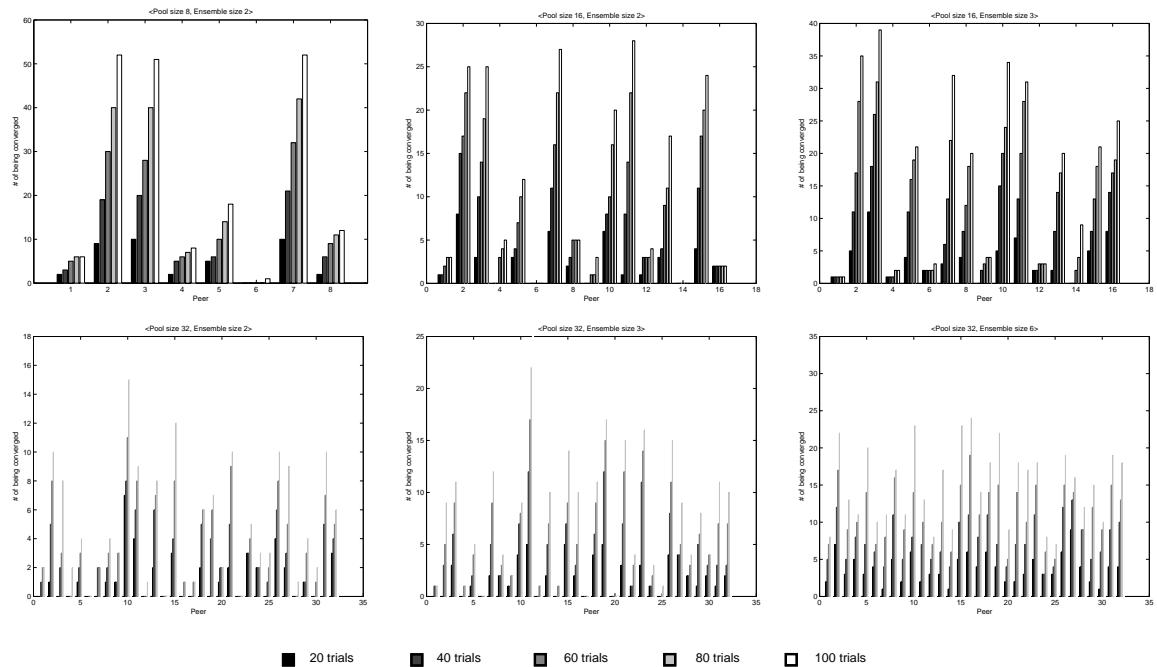 <Pool size 8, Ensemble size 2>
60
50
40
30
20
10
0
# of being converged
1 2 3 4 5 6 7 8
Peer
<Pool size 16, Ensemble size 2>
30
25
20
15
10
5
0
# of being converged
0 2 4 6 8 10 12 14 16 18
Peer
<Pool size 16, Ensemble size 3>
40
35
30
25
20
15
10
5
0
# of being converged
0 2 4 6 8 10 12 14 16 18
Peer
<Pool size 32, Ensemble size 2>
18
16
14
12
10
8
6
4
2
0
# of being converged
0 5 10 15 20 25 30 35
Peer
<Pool size 32, Ensemble size 3>
25
20
15
10
5
0
# of being converged
0 5 10 15 20 25 30 35
Peer
<Pool size 32, Ensemble size 6>
35
30
25
20
15
10
5
0
# of being converged
0 5 10 15 20 25 30 35
Peer
20 trials 40 trials 60 trials 80 trials 100 trials